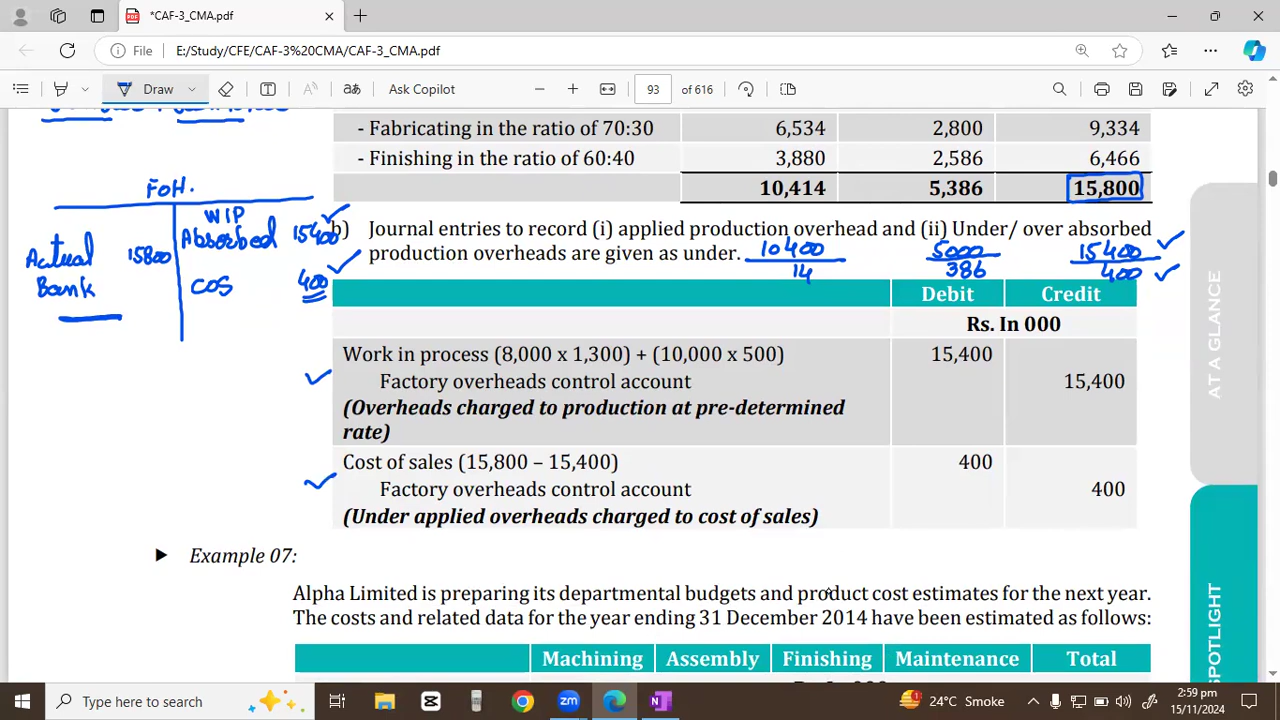 *CAF-3_CMA.pdf
File E:/Study/CFE/CAF-3%20CMA/CAF-3_CMA.pdf
Draw Ask Copilot 93 of 616
- Fabricating in the ratio of 70:30 6,534 2,800 9,334
- Finishing in the ratio of 60:40 3,880 2,586 6,466
10,414 5,386 15,800
FOH.
WIP
Absorbed 15400
Actual 15800
Bank
COS 400
b) Journal entries to record (i) applied production overhead and (ii) Under/ over absorbed
production overheads are given as under.
10400 5000 15400
14 386 400
Debit Credit
Rs. In 000
Work in process (8,000 x 1,300) + (10,000 x 500) 15,400
Factory overheads control account 15,400
(Overheads charged to production at pre-determined
rate)
Cost of sales (15,800 – 15,400) 400
Factory overheads control account 400
(Under applied overheads charged to cost of sales)
Example 07:
Alpha Limited is preparing its departmental budgets and product cost estimates for the next year.
The costs and related data for the year ending 31 December 2014 have been estimated as follows:
Machining Assembly Finishing Maintenance Total
AT A GLANCE
SPOTLIGHT
Type here to search
24°C Smoke
2:59 pm
15/11/2024